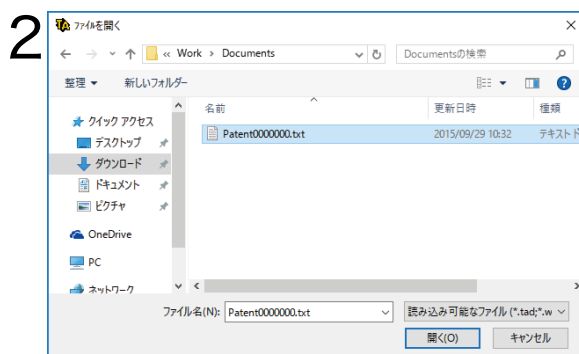 2
ファイルを開く
« Work › Documents
Documentsの検索
整理
新しいフォルダー
名前
更新日時
種類
クイック アクセス
デスクトップ
ダウンロード
ドキュメント
ピクチャ
OneDrive
PC
ネットワーク
Patent0000000.txt
2015/09/29 10:32
テキスト ド
ファイル名(N):
Patent0000000.txt
読み込み可能なファイル (*.tad;*.w
開く(O)
キャンセル